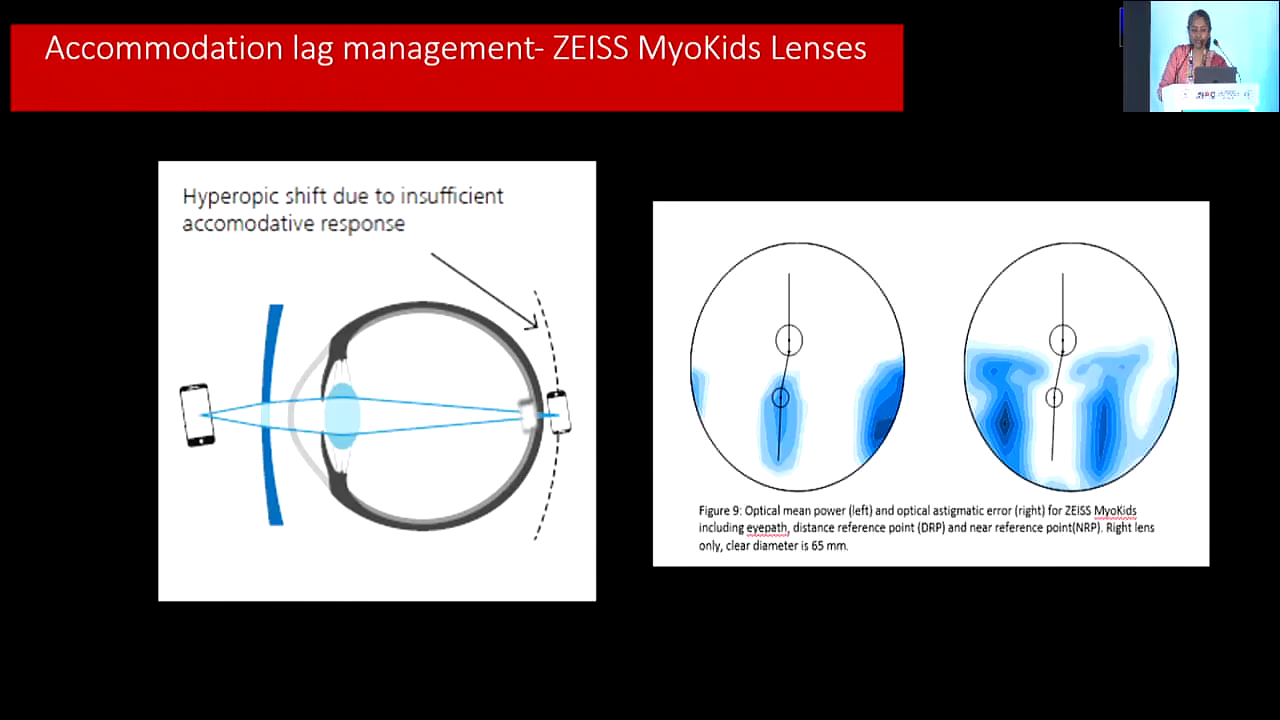 Accommodation lag management- ZEISS MyoKids Lenses
Hyperopic shift due to insufficient
accomodative response
Figure 9: Optical mean power (left) and optical astigmatic error (right) for ZEISS MyoKids
including eyepath, distance reference point (DRP) and near reference point(NRP). Right lens
only, clear diameter is 65 mm.